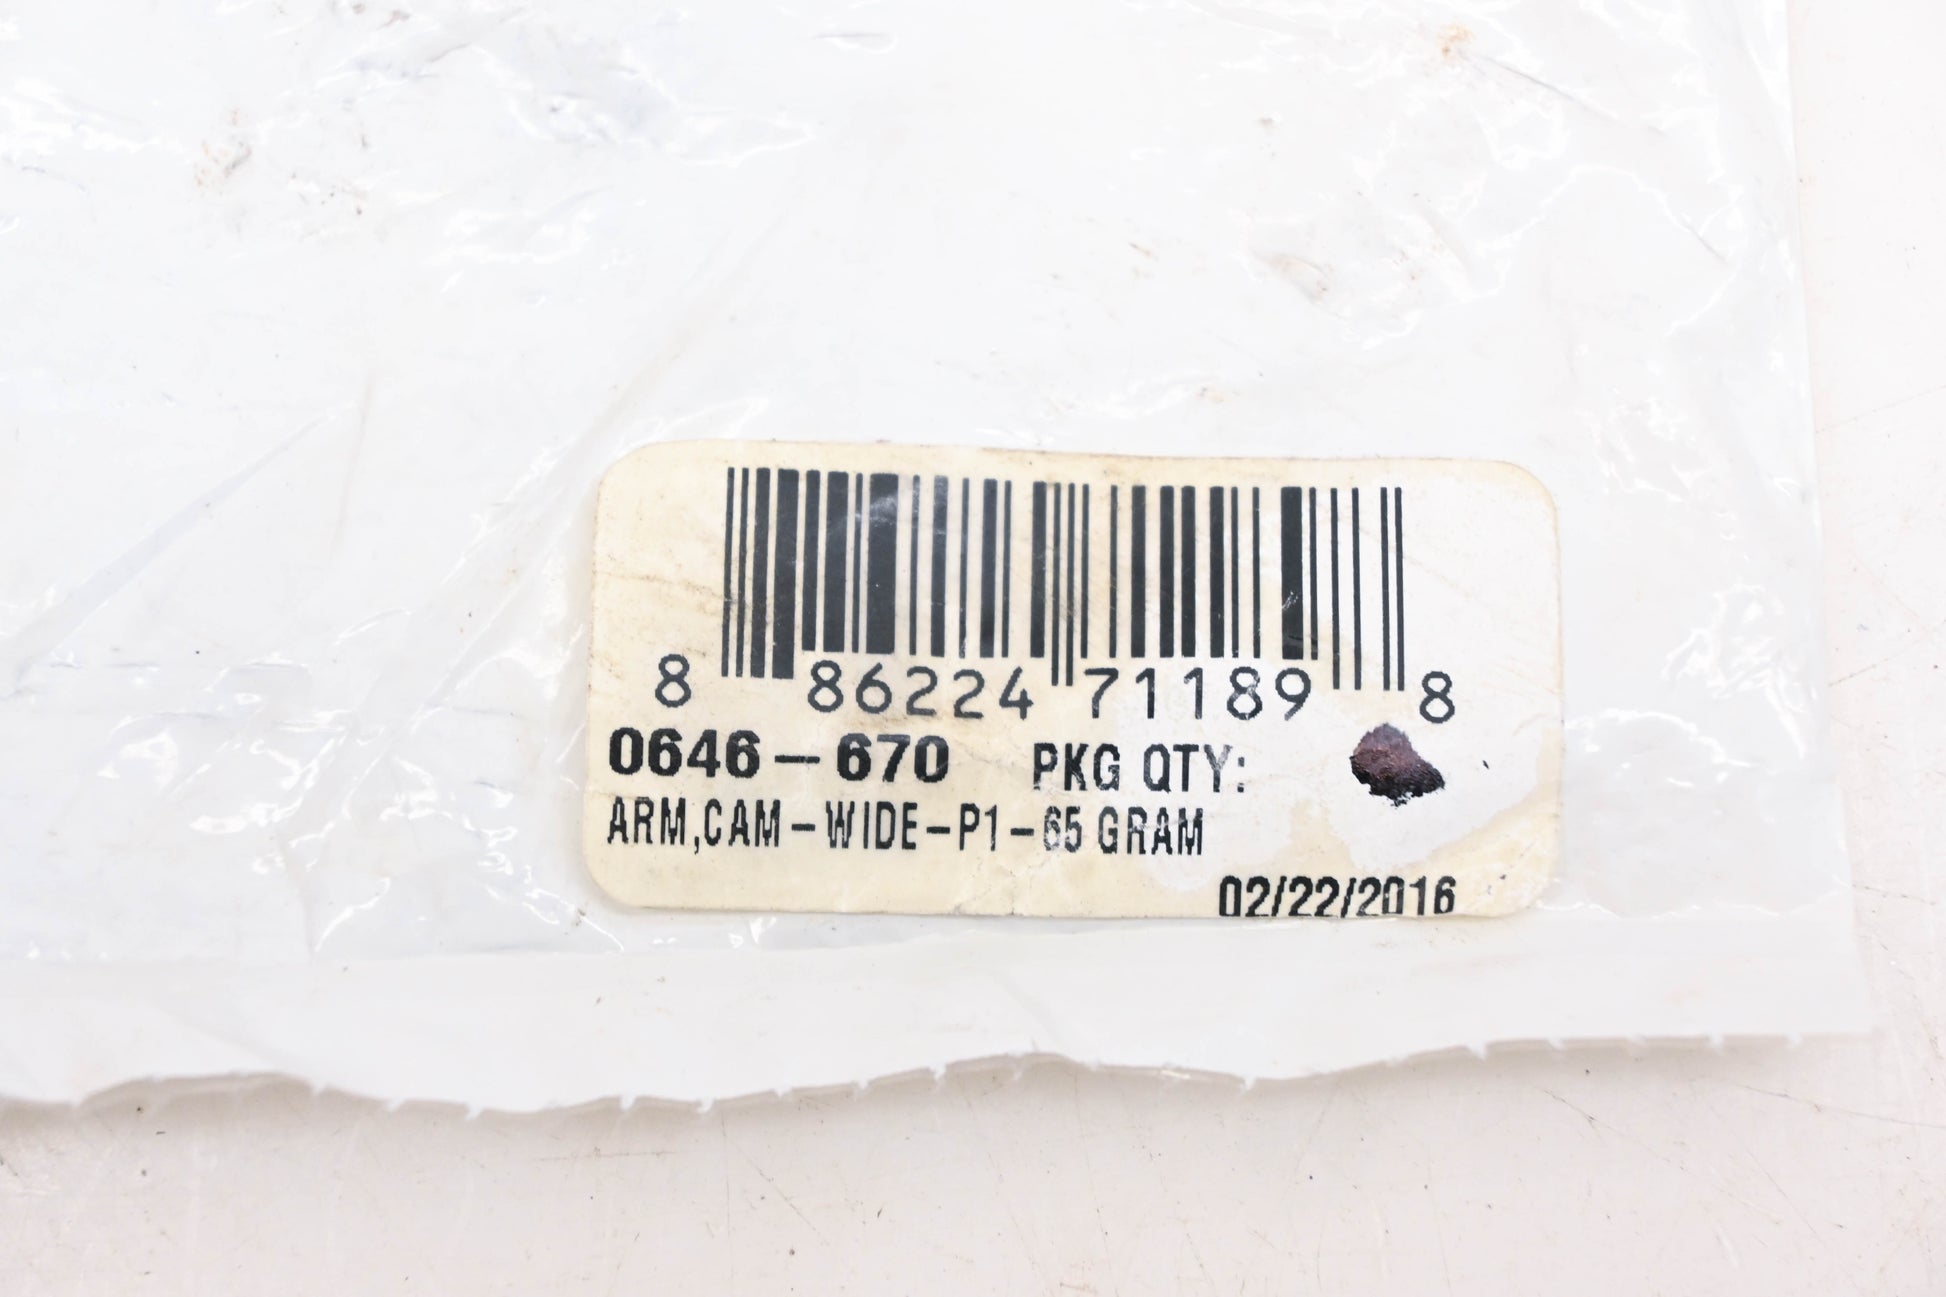 8 86224 71189 8
0646-670 PKG QTY:
ARM,CAM-WIDE-P1-65 GRAM
02/22/2016